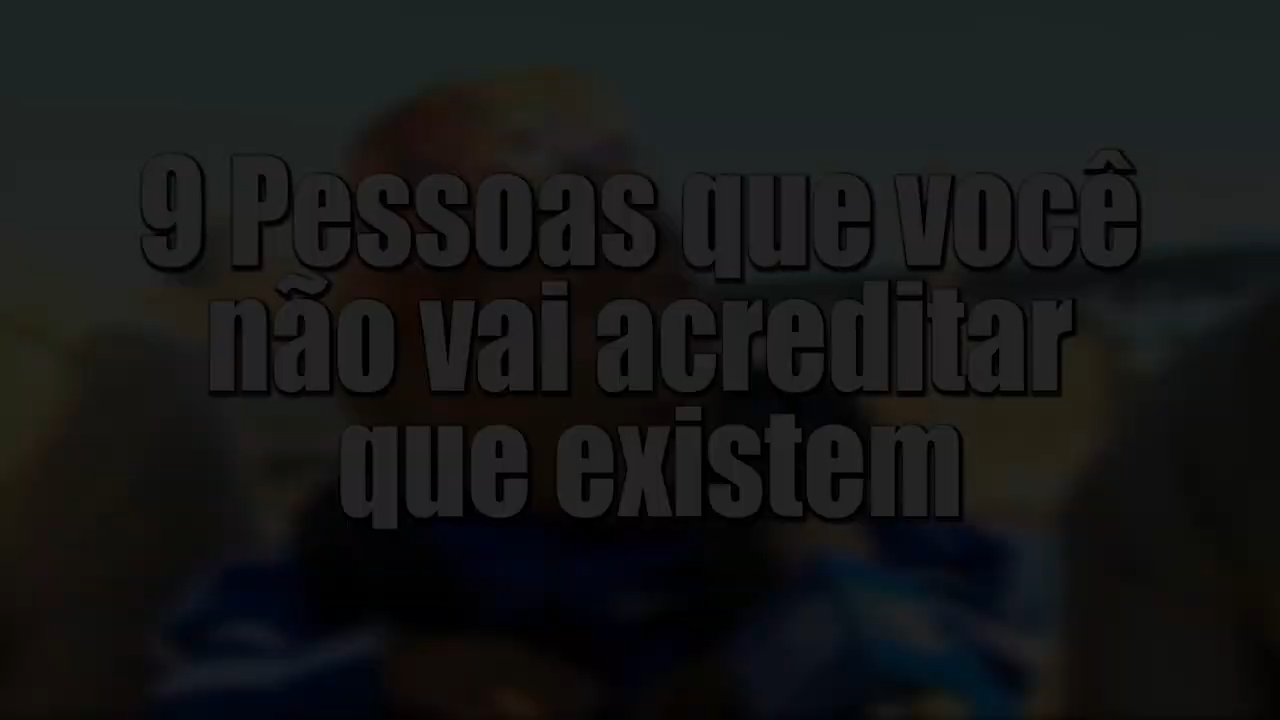 9 Pessoas que você
não vai acreditar
que existem